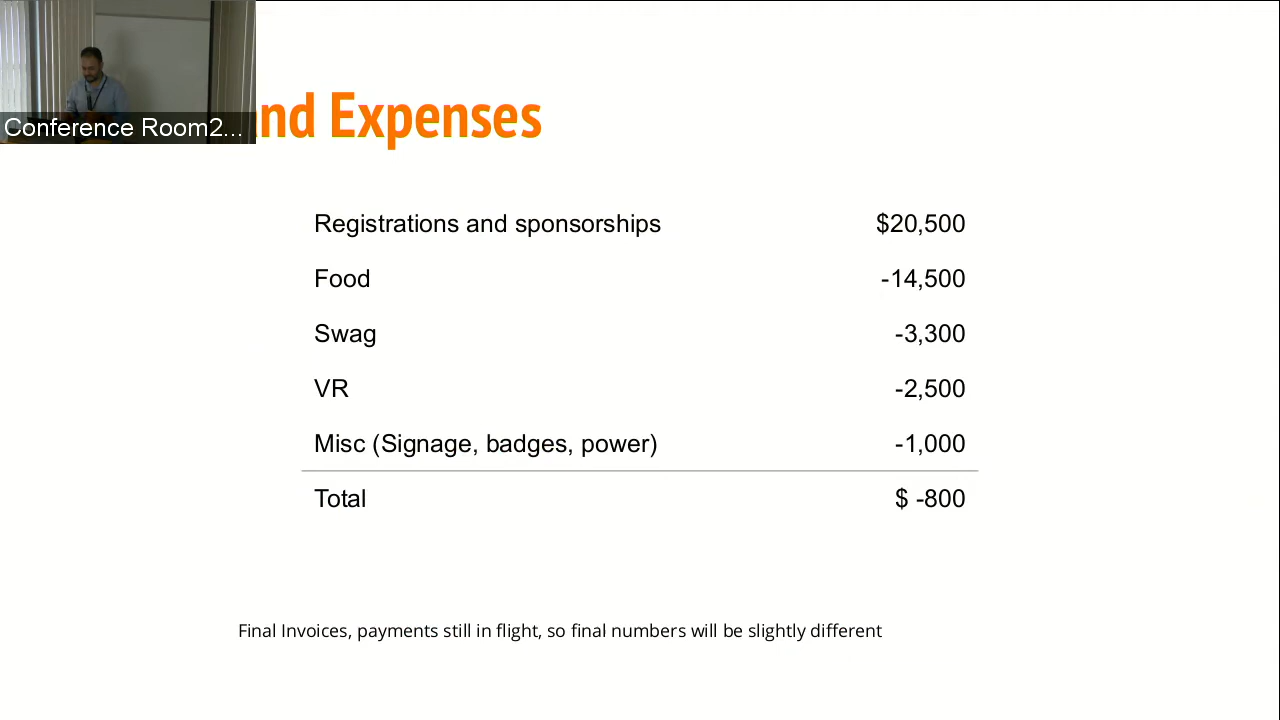 Conference Room2...
nd Expenses
Registrations and sponsorships $20,500
Food -14,500
Swag -3,300
VR -2,500
Misc (Signage, badges, power) -1,000
Total $ -800
Final Invoices, payments still in flight, so final numbers will be slightly different